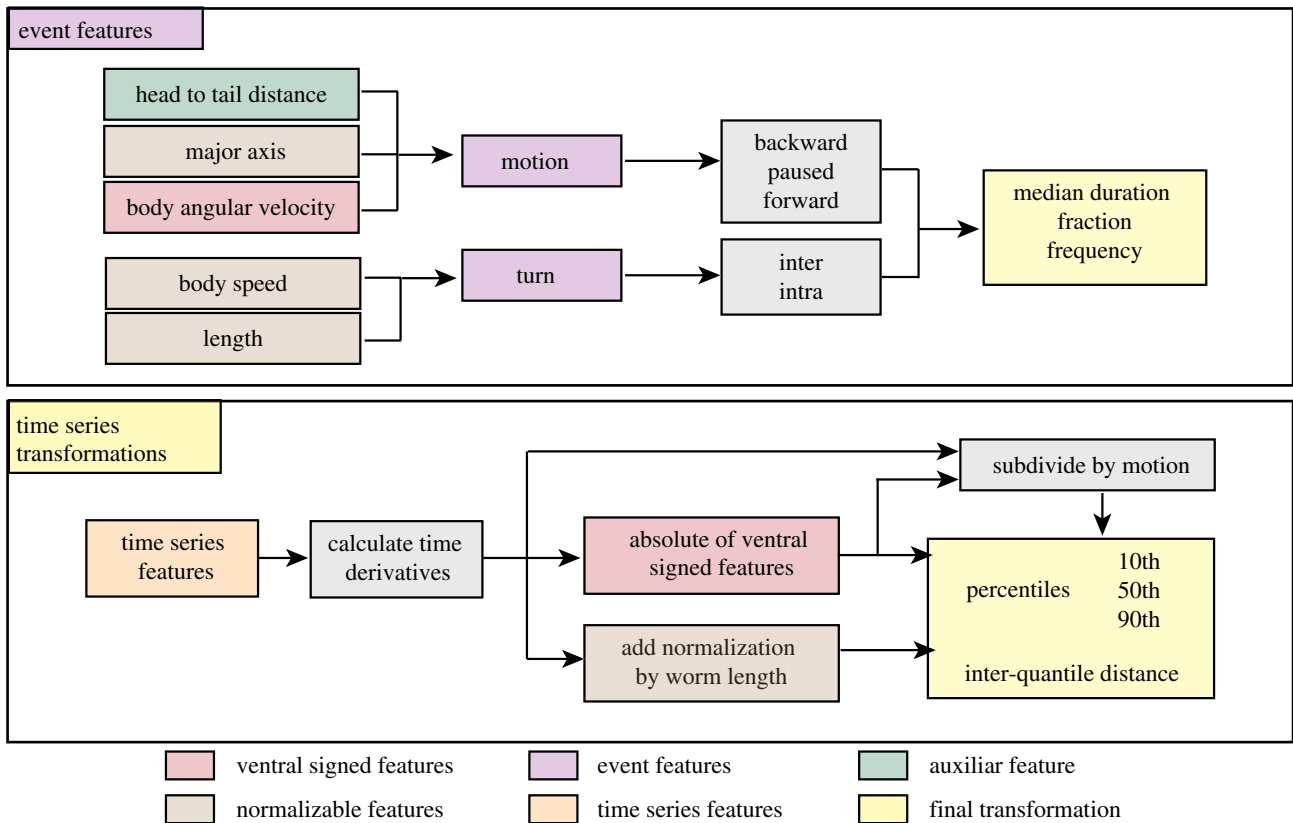 event features
head to tail distance
major axis
body angular velocity
body speed
length
motion
turn
backward
paused
forward
inter
intra
median duration
fraction
frequency
time series
transformations
time series
features
calculate time
derivatives
absolute of ventral
signed features
add normalization
by worm length
subdivide by motion
percentiles
10th
50th
90th
inter-quantile distance
ventral signed features
event features
auxiliar feature
normalizable features
time series features
final transformation